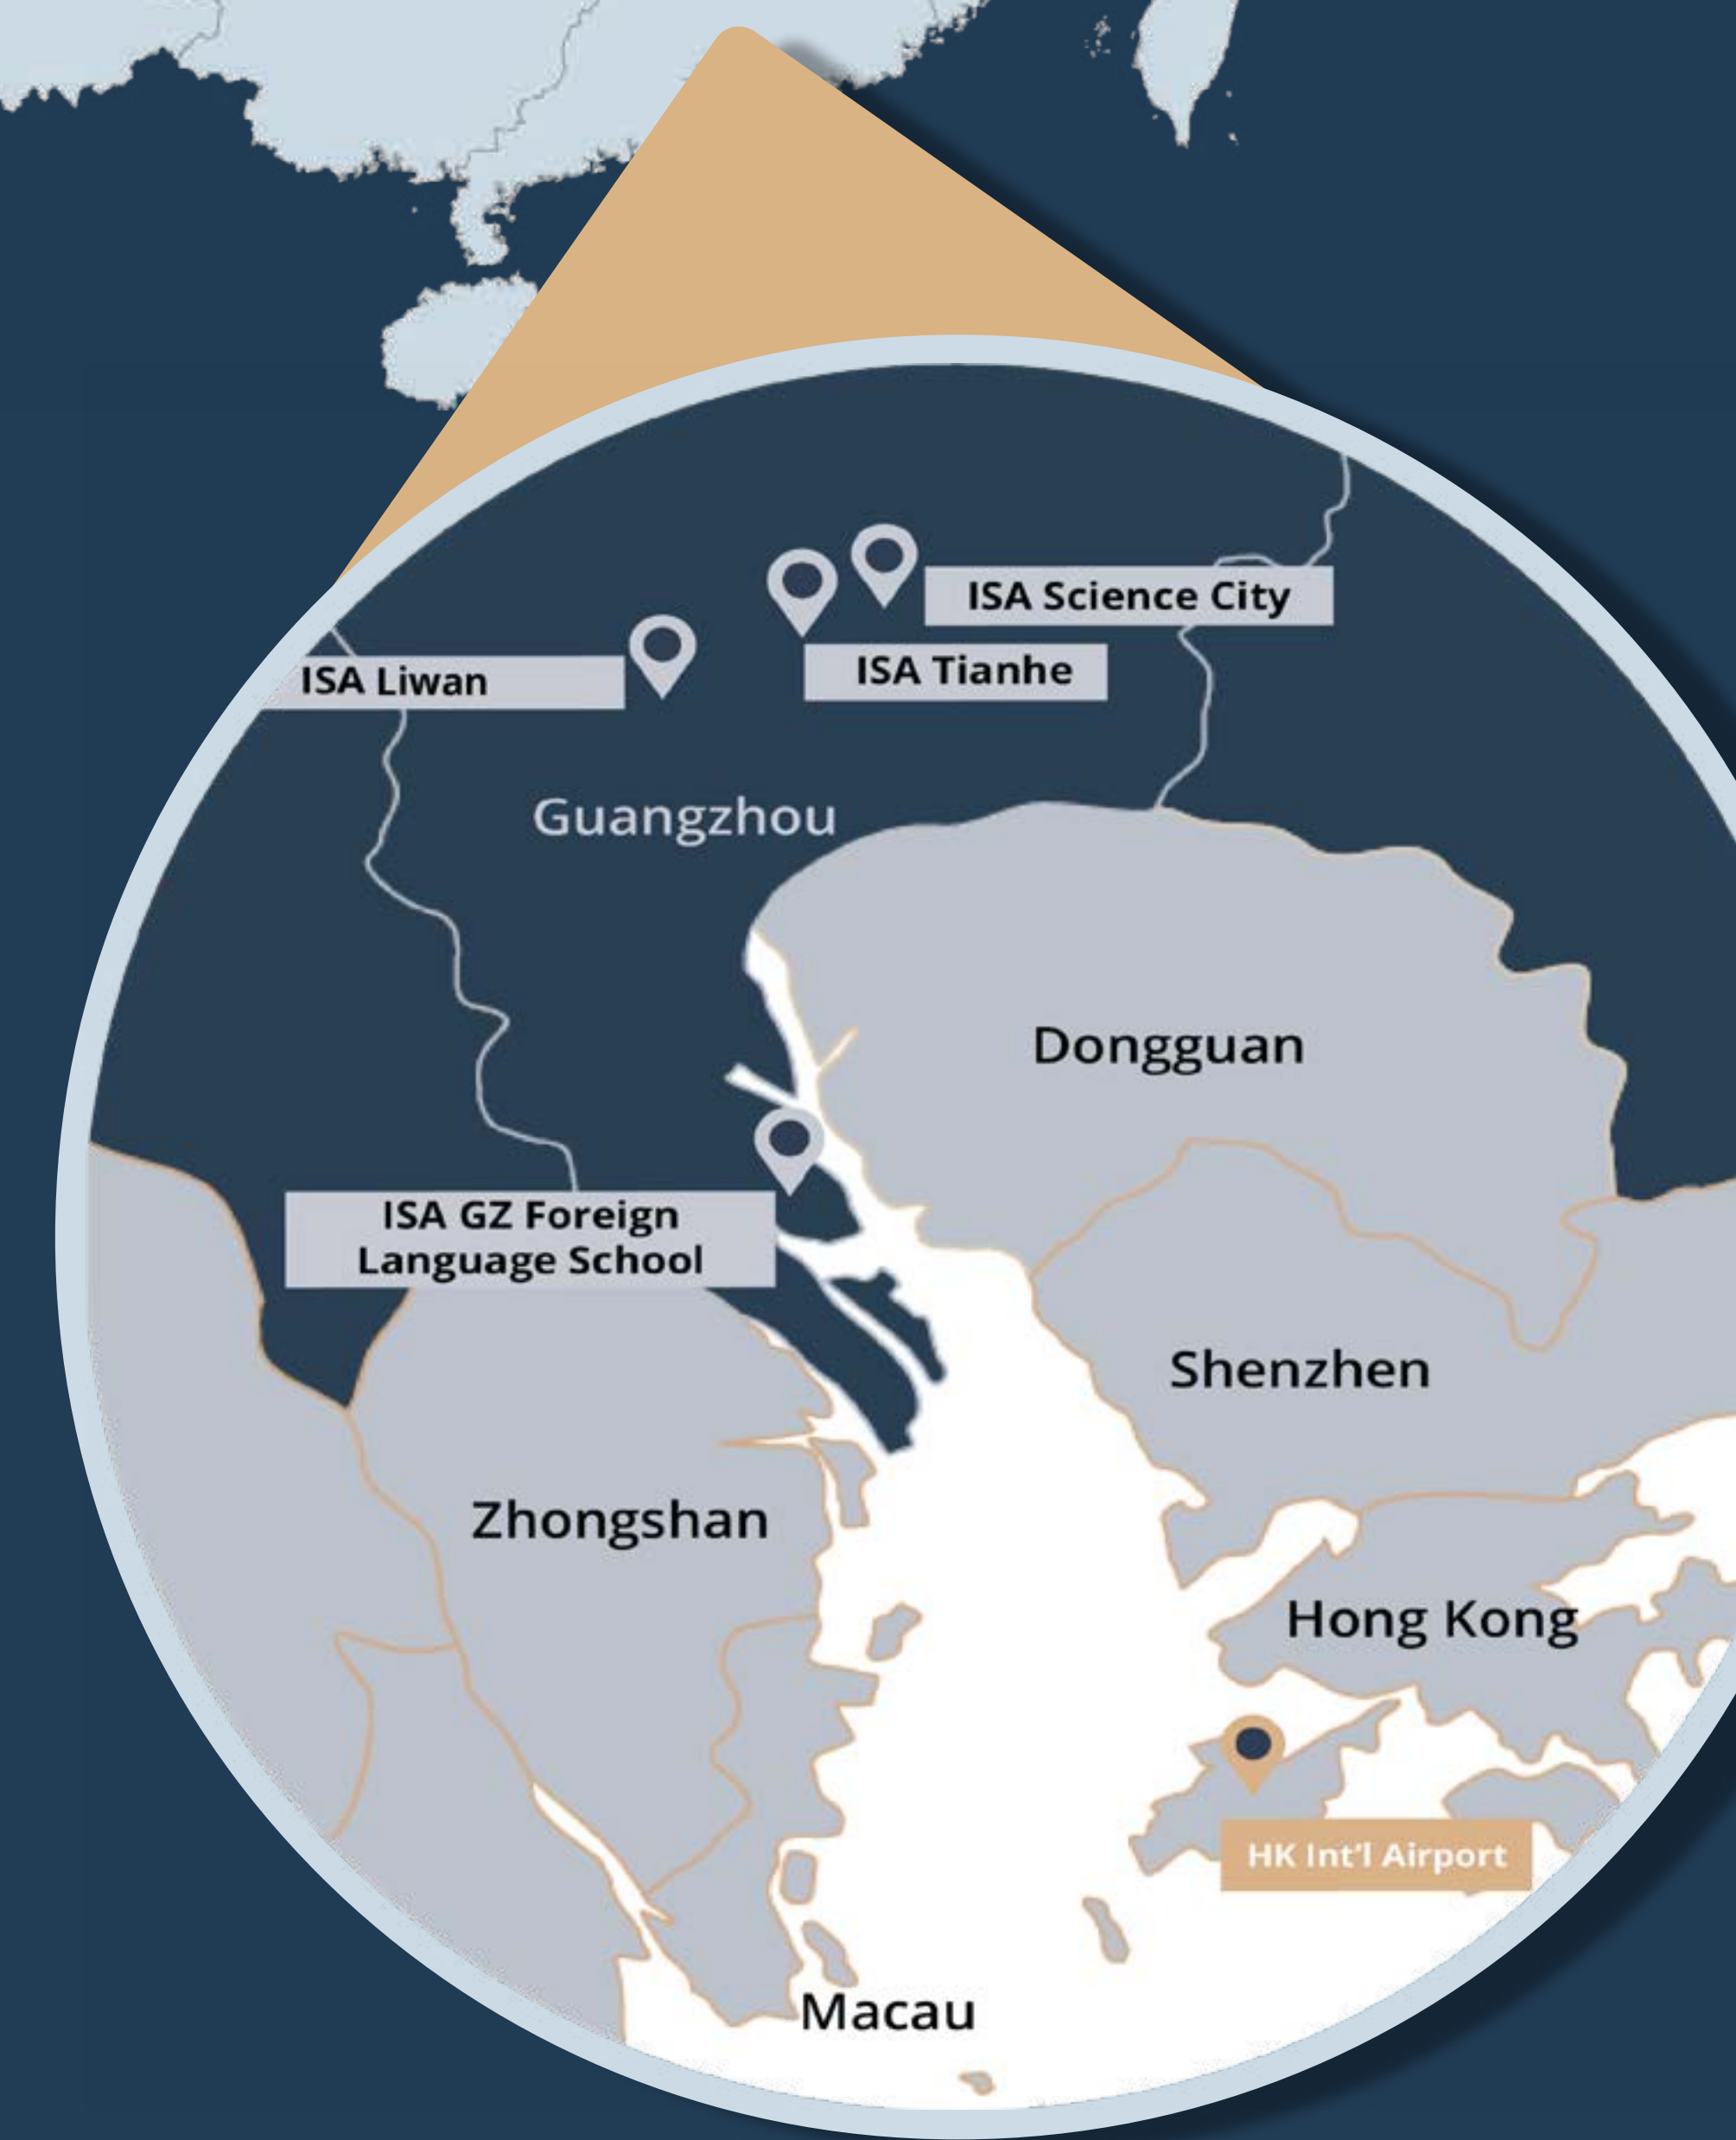 ISA Science City
ISA Tianhe
ISA Liwan
Guangzhou
Dongguan
ISA GZ Foreign
Language School
Shenzhen
Zhongshan
Hong Kong
HK Int'l Airport
Macau